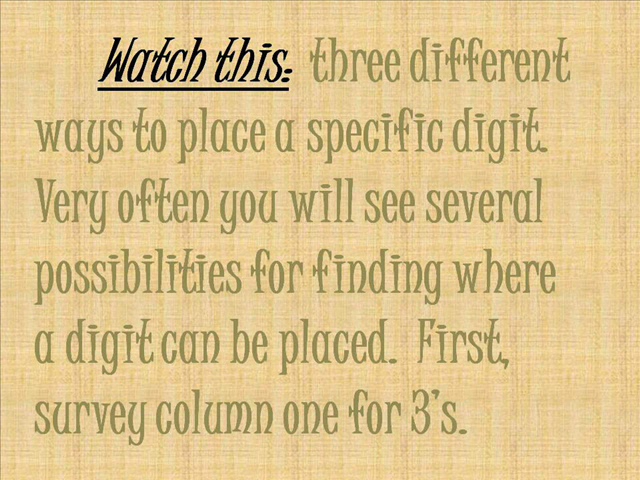 Watch this: three different
ways to place a specific digit.
Very often you will see several
possibilities for finding where
a digit can be placed. First,
survey column one for 3's.